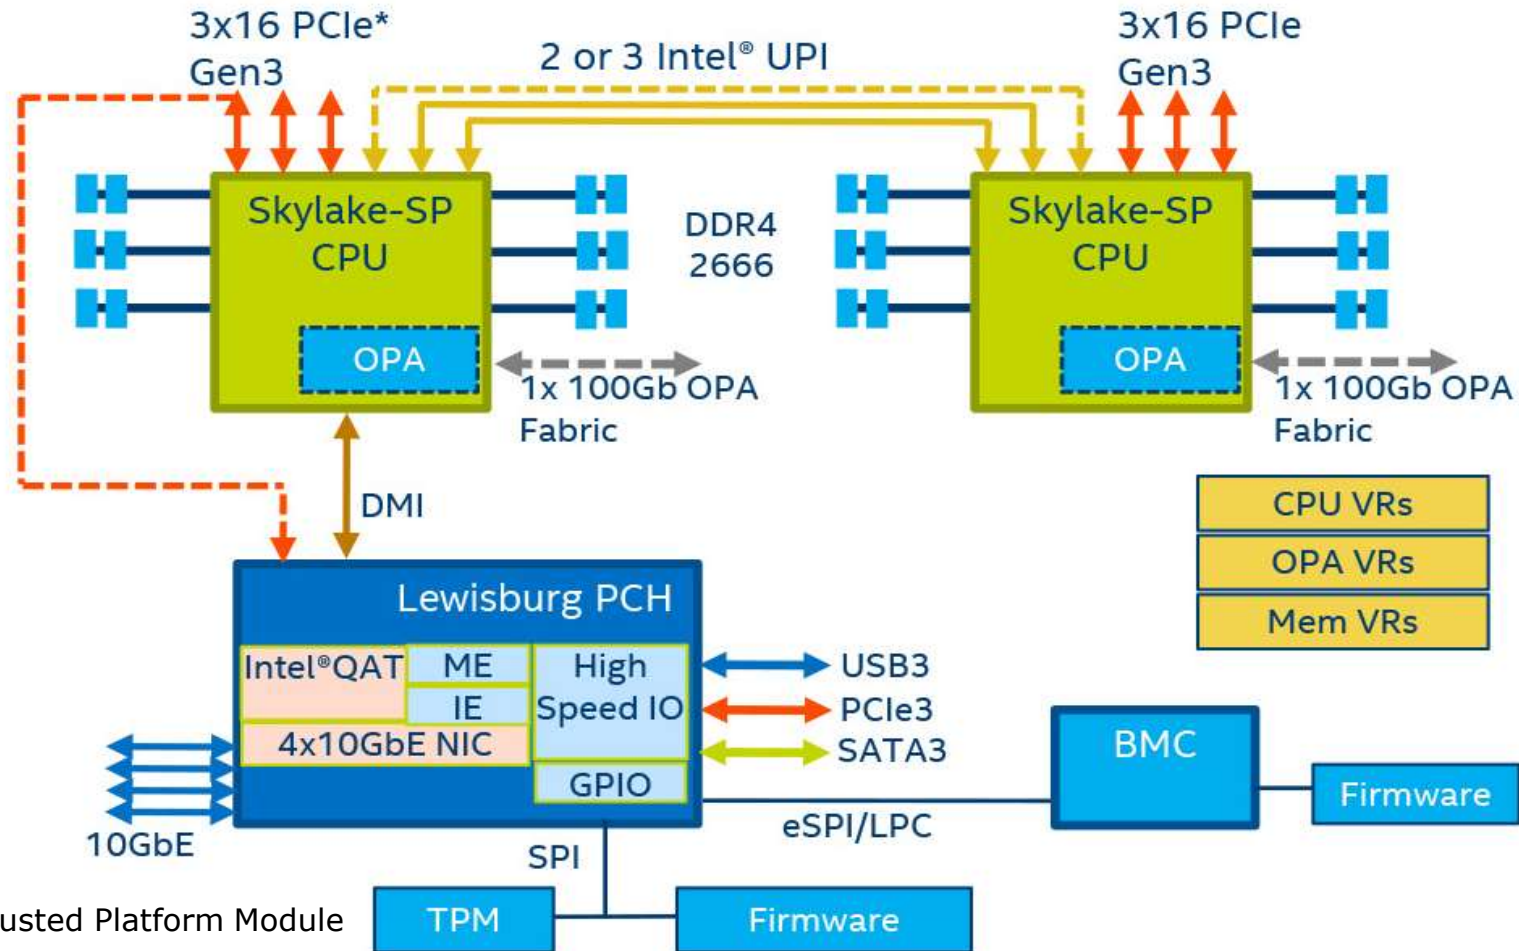 3x16 PCIe*
Gen3
2 or 3 Intel® UPI
3x16 PCIe
Gen3
Skylake-SP
CPU
DDR4
2666
Skylake-SP
CPU
OPA
1x 100Gb OPA
Fabric
OPA
1x 100Gb OPA
Fabric
DMI
CPU VRs
OPA VRs
Mem VRs
Lewisburg PCH
Intel®QAT
ME
IE
High
Speed IO
4x10GbE NIC
GPIO
USB3
PCIe3
SATA3
BMC
Firmware
10GbE
eSPI/LPC
SPI
usted Platform Module
TPM
Firmware